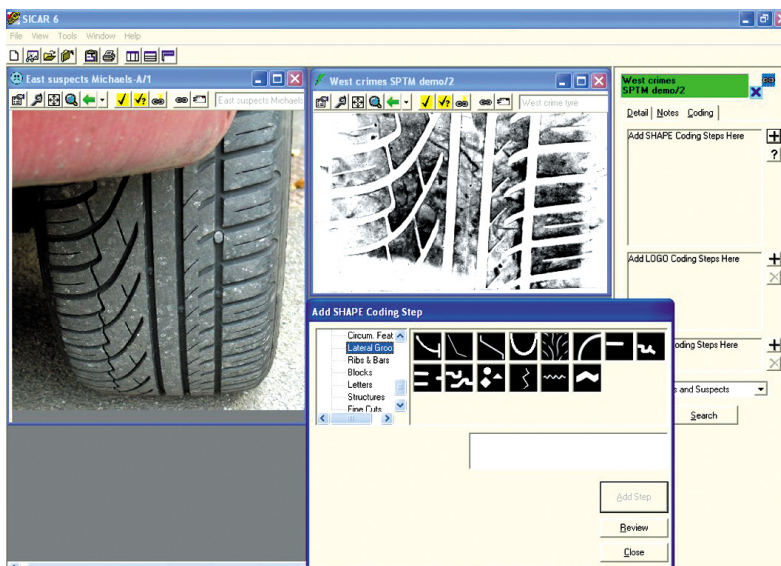 SICAR 6
File View Tools Window Help
East suspects Michaels-A/1
East suspects Michaels
West crimes SPTM demo/2
West crime tyre
West crimes
SPTM demo/2
Detail Notes Coding
Add SHAPE Coding Steps Here
?
Add LOGO Coding Steps Here
Coding Steps Here
s and Suspects
Search
Add SHAPE Coding Step
Circum. Feat
Lateral Groo
Ribs & Bars
Blocks
Letters
Structures
Fine Cuts
Add Step
Review
Close